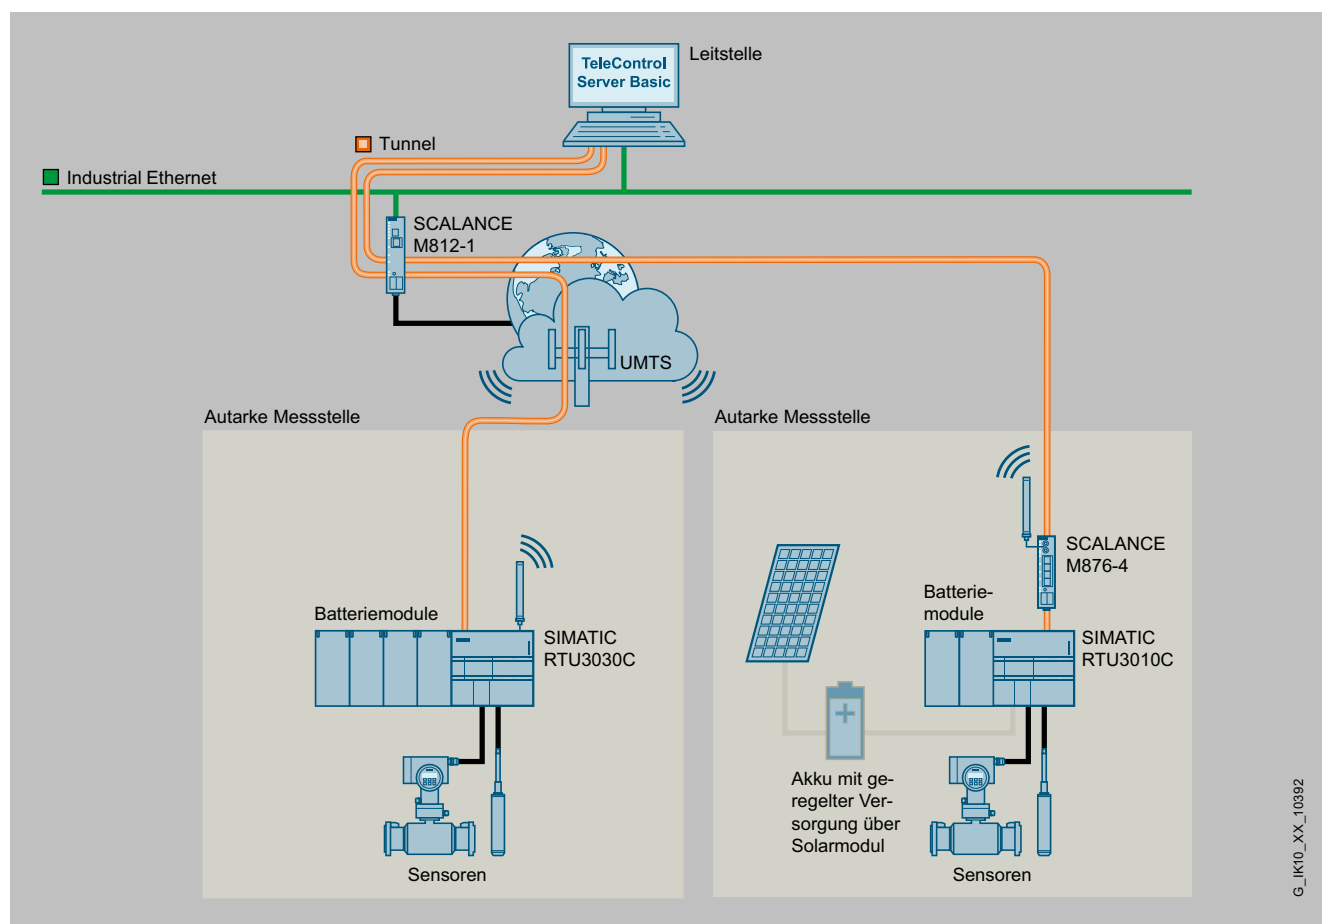 TeleControl
Server Basic
Leitstelle
Tunnel
Industrial Ethernet
SCALANCE
M812-1
UMTS
Autarke Messstelle
Autarke Messstelle
SCALANCE
M876-4
Batteriemodule
SIMATIC
RTU3030C
Batterie-
module
SIMATIC
RTU3010C
Akku mit ge-
regelter Ver-
sorgung über
Solarmodul
Sensoren
Sensoren
G_IK10_XX_10392